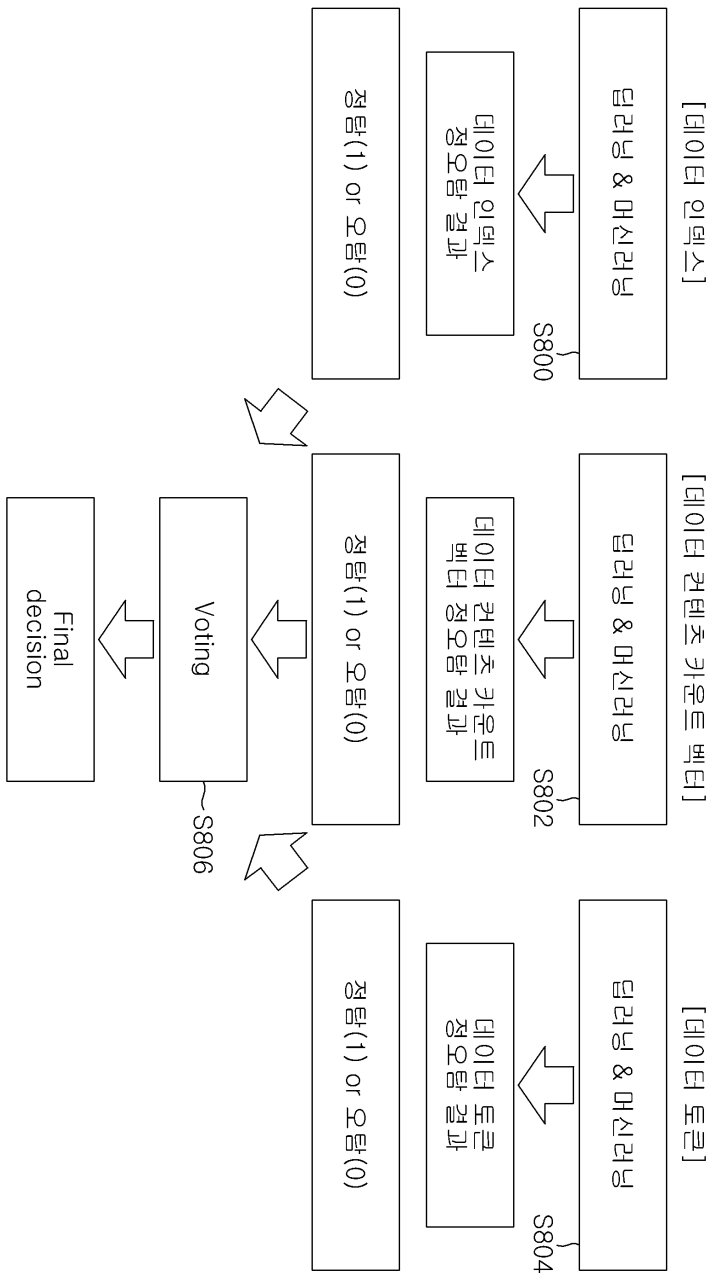 [데이터 인덱스]
딥러닝 & 머신러닝
S800
데이터 인덱스
정오탐 결과
정탐(1) or 오탐(0)
[데이터 컨텐츠 카운트 벡터]
딥러닝 & 머신러닝
S802
데이터 컨텐츠 카운트
벡터 정오탐 결과
정탐(1) or 오탐(0)
[데이터 토큰]
딥러닝 & 머신러닝
S804
데이터 토큰
정오탐 결과
정탐(1) or 오탐(0)
Voting
S806
Final
decision